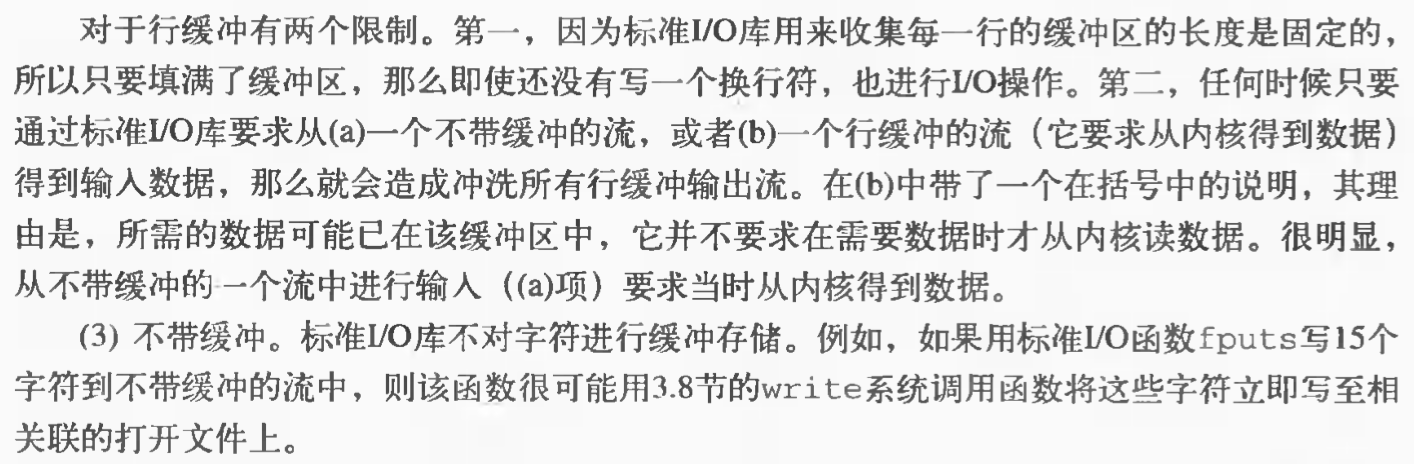 对于行缓冲有两个限制。第一，因为标准I/O库用来收集每一行的缓冲区的长度是固定的，
所以只要填满了缓冲区，那么即使还没有写一个换行符，也进行I/O操作。第二，任何时候只要
通过标准I/O库要求从(a)一个不带缓冲的流，或者(b)一个行缓冲的流（它要求从内核得到数据）
得到输入数据，那么就会造成冲洗所有行缓冲输出流。在(b)中带了一个在括号中的说明，其理
由是，所需的数据可能已在该缓冲区中，它并不要求在需要数据时才从内核读数据。很明显，
从不带缓冲的一个流中进行输入（(a)项）要求当时从内核得到数据。
(3) 不带缓冲。标准I/O库不对字符进行缓冲存储。例如，如果用标准I/O函数fputs写15个
字符到不带缓冲的流中，则该函数很可能用3.8节的write系统调用函数将这些字符立即写至相
关联的打开文件上。